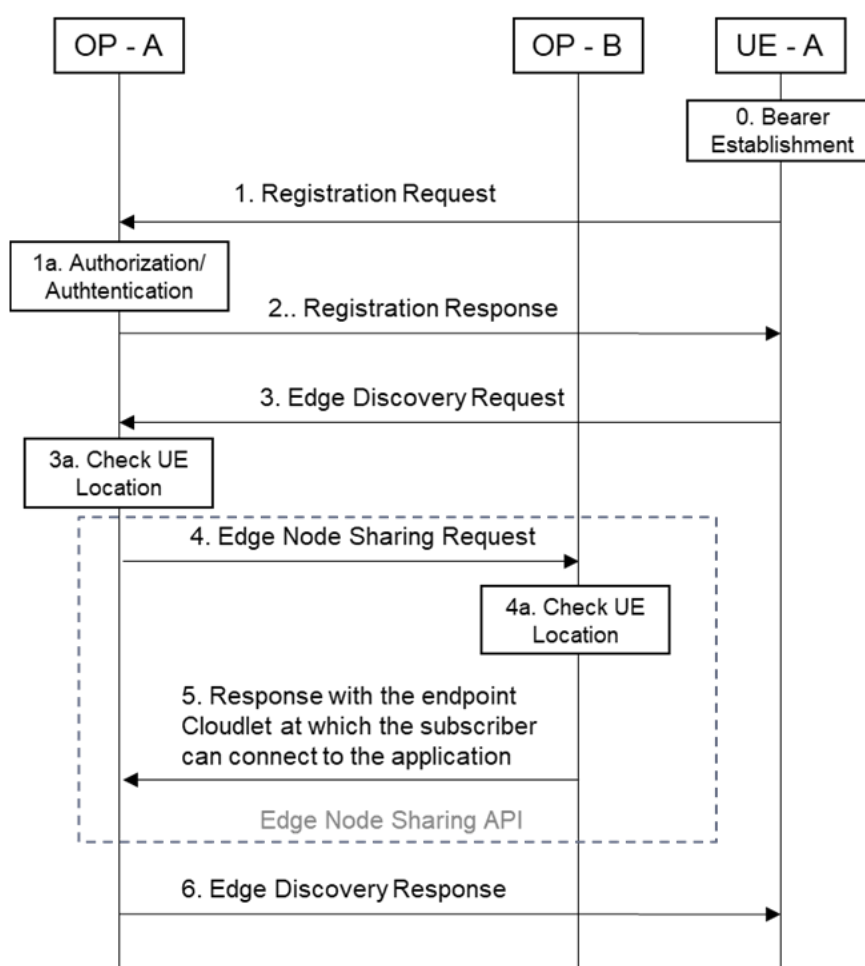 OP - A
OP - B
UE - A
0. Bearer
Establishment
1. Registration Request
1a. Authorization/
Authtentication
2.. Registration Response
3. Edge Discovery Request
3a. Check UE
Location
4. Edge Node Sharing Request
4a. Check UE
Location
5. Response with the endpoint
Cloudlet at which the subscriber
can connect to the application
Edge Node Sharing API
6. Edge Discovery Response